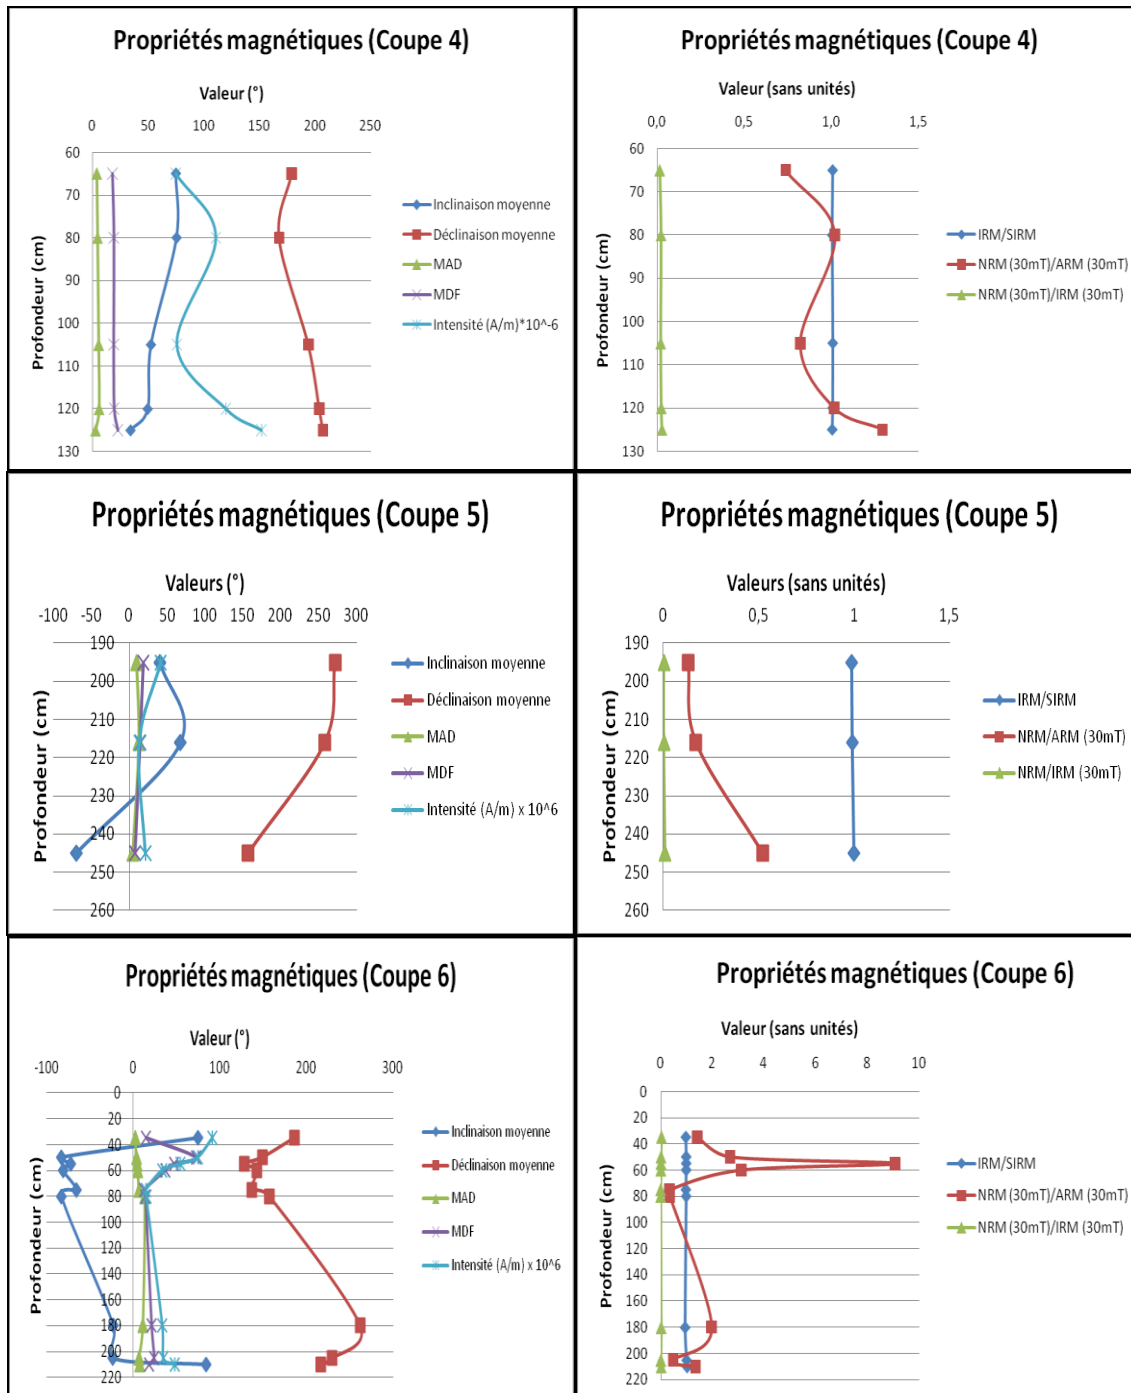 Propriétés magnétiques (Coupe 4)
Valeur (°)
0 50 100 150 200 250
60
70
80
90
100
110
120
130
Profondeur (cm)
Inclinaison moyenne
Déclinaison moyenne
MAD
MDF
Intensité (A/m)*10^-6
Propriétés magnétiques (Coupe 4)
Valeur (sans unités)
0,0 0,5 1,0 1,5
60
70
80
90
100
110
120
130
Profondeur (cm)
IRM/SIRM
NRM (30mT)/ARM (30mT)
NRM (30mT)/IRM (30mT)
Propriétés magnétiques (Coupe 5)
Valeurs (°)
-100 -50 0 50 100 150 200 250 300
190
200
210
220
230
240
250
260
Profondeur (cm)
Inclinaison moyenne
Déclinaison moyenne
MAD
MDF
Intensité (A/m) x 10^6
Propriétés magnétiques (Coupe 5)
Valeurs (sans unités)
0 0,5 1 1,5
190
200
210
220
230
240
250
260
Profondeur (cm)
IRM/SIRM
NRM/ARM (30mT)
NRM/IRM (30mT)
Propriétés magnétiques (Coupe 6)
Valeur (°)
-100 0 100 200 300
0
20
40
60
80
100
120
140
160
180
200
220
Profondeur (cm)
Inclinaison moyenne
Déclinaison moyenne
MAD
MDF
Intensité (A/m) x 10^6
Propriétés magnétiques (Coupe 6)
Valeur (sans unités)
0 2 4 6 8 10
0
20
40
60
80
100
120
140
160
180
200
220
Profondeur (cm)
IRM/SIRM
NRM (30mT)/ARM (30mT)
NRM (30mT)/IRM (30mT)